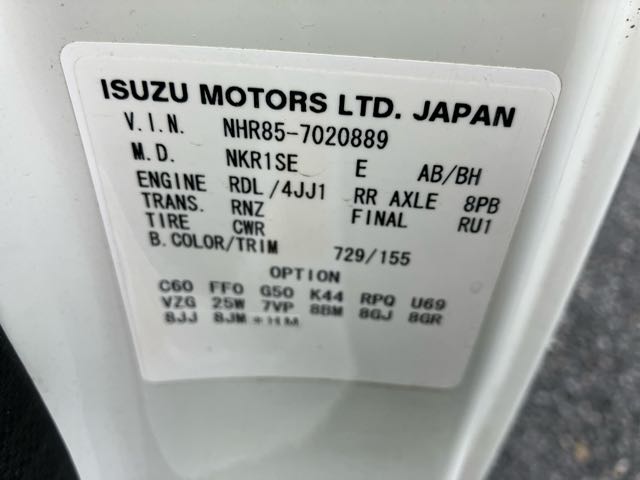 ISUZU MOTORS LTD. JAPAN
V.I.N. NHR85-7020889
M.D. NKR1SE E AB/BH
ENGINE RDL/4JJ1 RR AXLE 8PB
TRANS. RNZ FINAL RU1
TIRE CWR
B.COLOR/TRIM 729/155
OPTION
C60 FF0 G50 K44 RPQ U69
VZG 25W 7VP 8BM 8GJ 8GR
8JJ 8JM